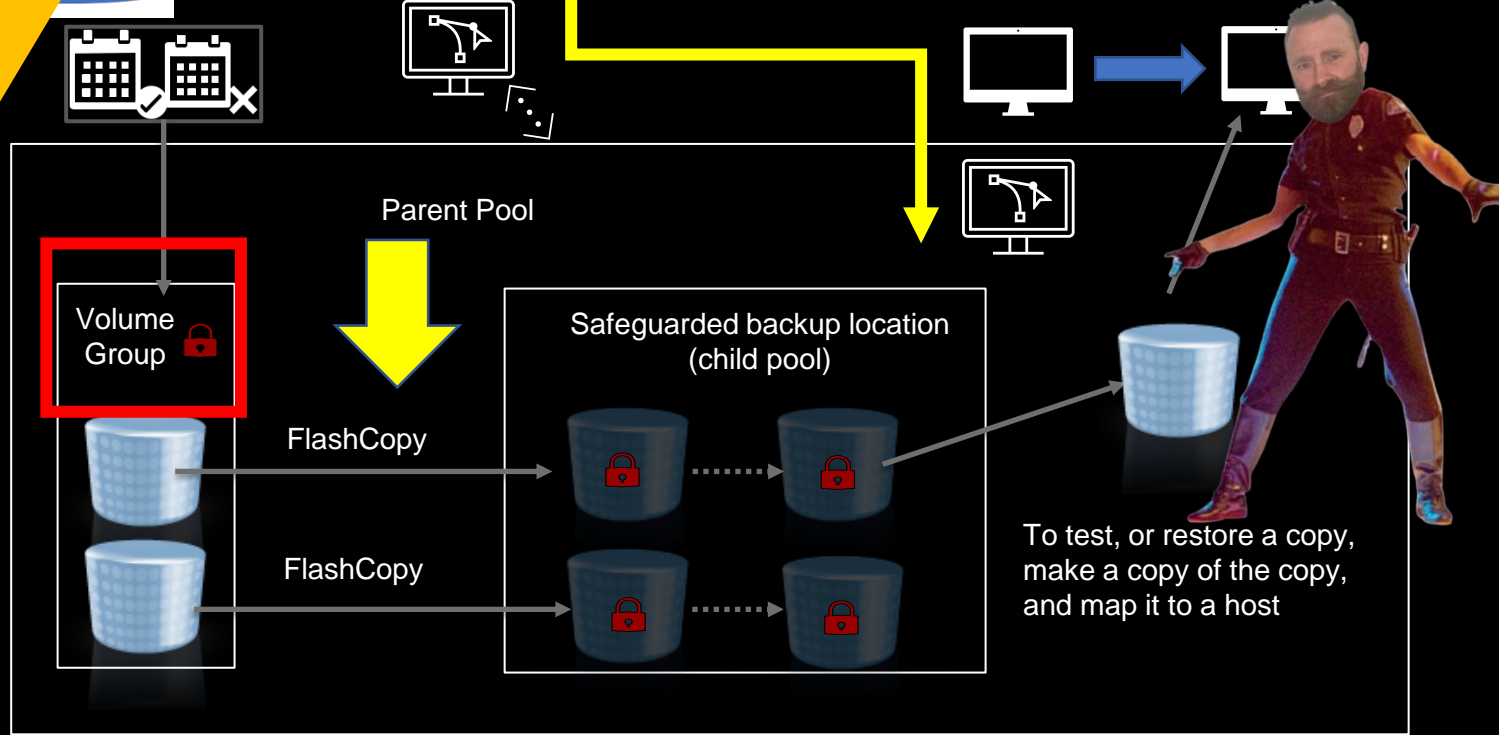 Parent Pool
Volume
Group
Safeguarded backup location
(child pool)
FlashCopy
FlashCopy
To test, or restore a copy,
make a copy of the copy,
and map it to a host